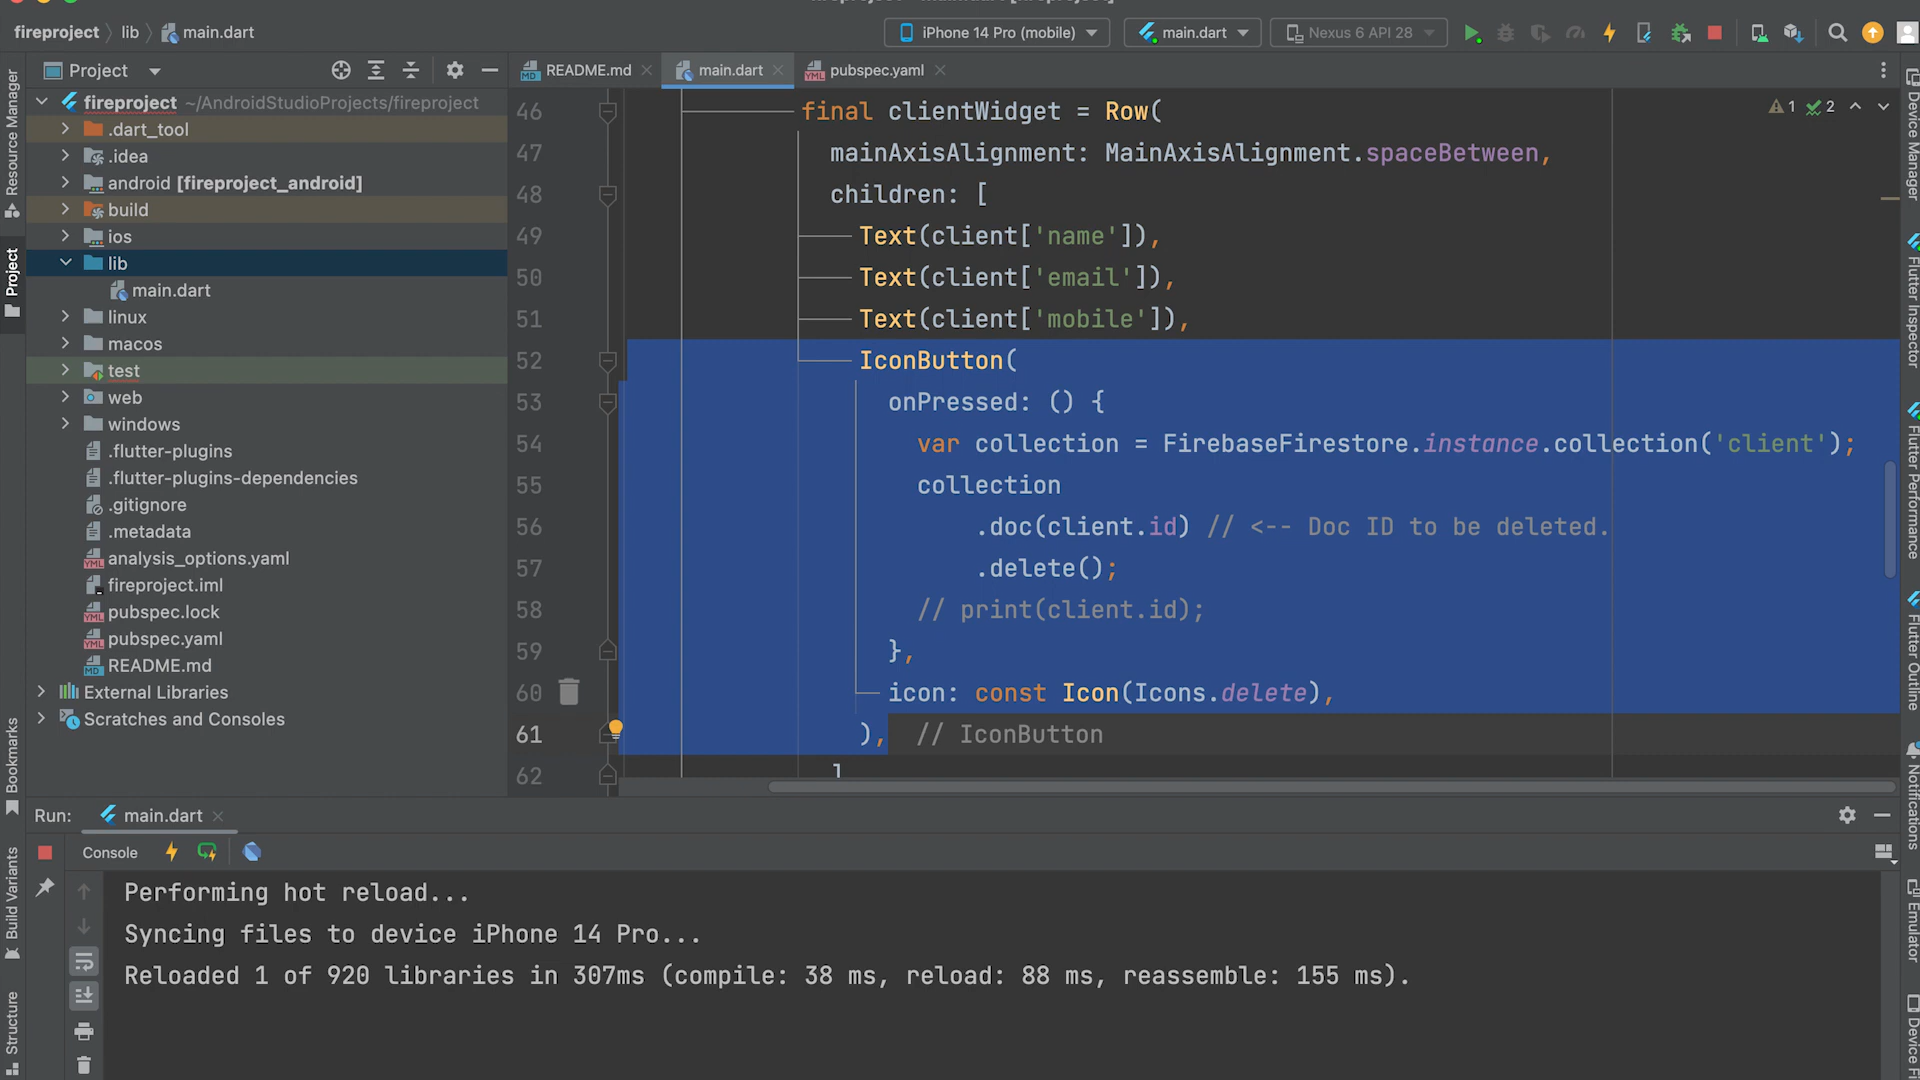 fireproject
lib
main.dart
iPhone 14 Pro (mobile)
main.dart
Nexus 6 API 28
Resource Manager
Project
Bookmarks
Build Variants
Structure
Project
fireproject ~/AndroidStudioProjects/fireproject
.dart_tool
.idea
android [fireproject_android]
build
ios
lib
main.dart
linux
macos
test
web
windows
.flutter-plugins
.flutter-plugins-dependencies
.gitignore
.metadata
analysis_options.yaml
fireproject.iml
pubspec.lock
pubspec.yaml
README.md
External Libraries
Scratches and Consoles
README.md
main.dart
pubspec.yaml
1 2
46 final clientWidget = Row(
47 mainAxisAlignment: MainAxisAlignment.spaceBetween,
48 children: [
49 Text(client['name']),
50 Text(client['email']),
51 Text(client['mobile']),
52 IconButton(
53 onPressed: () {
54 var collection = FirebaseFirestore.instance.collection('client');
55 collection
56 .doc(client.id) // <-- Doc ID to be deleted.
57 .delete();
58 // print(client.id);
59 },
60 icon: const Icon(Icons.delete),
61 ), // IconButton
62 ]
Device Manager
Flutter Inspector
Flutter Performance
Flutter Outline
Notifications
Emulator
Run: main.dart
Console
Performing hot reload...
Syncing files to device iPhone 14 Pro...
Reloaded 1 of 920 libraries in 307ms (compile: 38 ms, reload: 88 ms, reassemble: 155 ms).